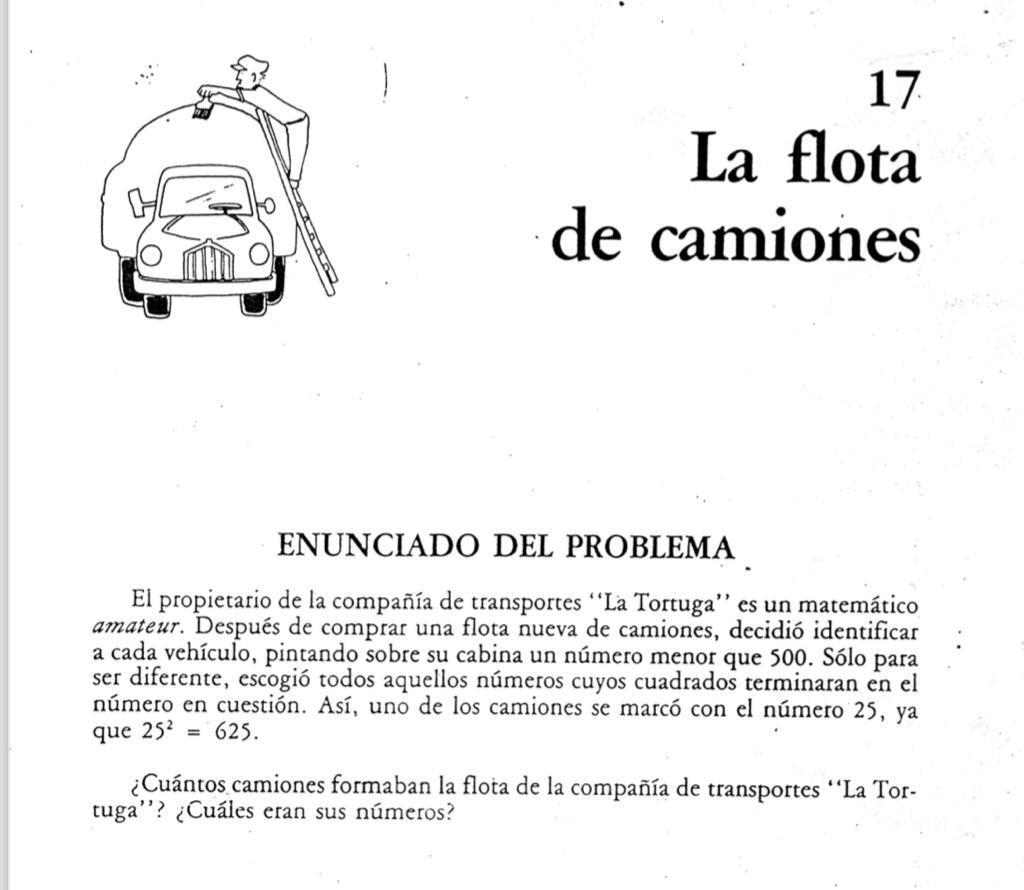 17
La flota
de camiones
ENUNCIADO DEL PROBLEMA
El propietario de la compañía de transportes “La Tortuga” es un matemático
amateur. Después de comprar una flota nueva de camiones, decidió identificar
a cada vehículo, pintando sobre su cabina un número menor que 500. Sólo para
ser diferente, escogió todos aquellos números cuyos cuadrados terminaran en el
número en cuestión. Así, uno de los camiones se marcó con el número 25, ya
que 25² = 625.
¿Cuántos camiones formaban la flota de la compañía de transportes “La Tor-
tuga”? ¿Cuáles eran sus números?